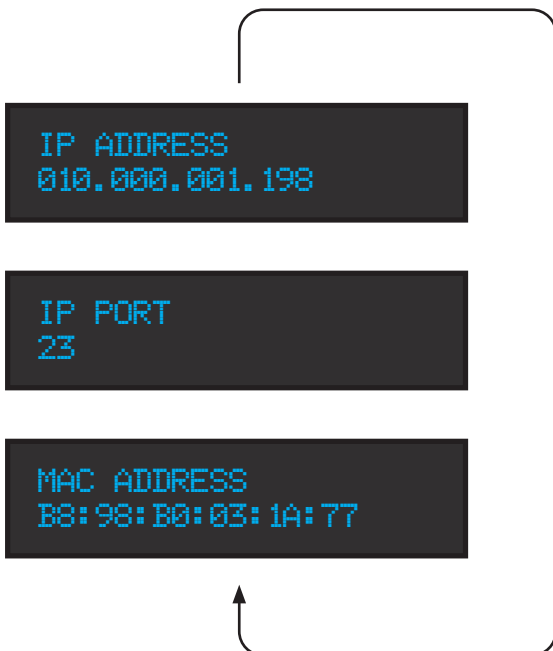 IP ADDRESS
010.000.001.198
IP PORT
23
MAC ADDRESS
B8:98:B0:03:1A:77